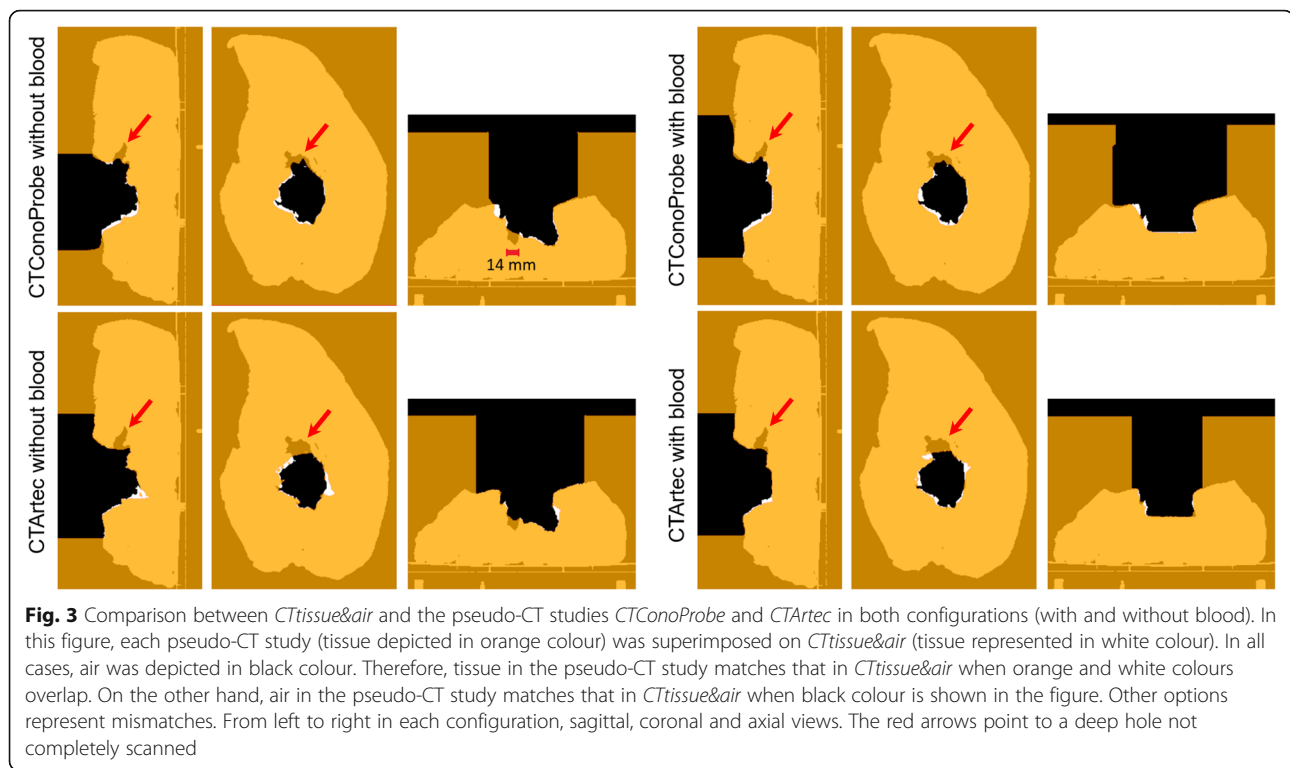 CTConoProbe without blood
CTConoProbe with blood
14 mm
CTArtec without blood
CTArtec with blood
Fig. 3 Comparison between CTtissue&air and the pseudo-CT studies CTConoProbe and CTArtec in both configurations (with and without blood). In
this figure, each pseudo-CT study (tissue depicted in orange colour) was superimposed on CTtissue&air (tissue represented in white colour). In all
cases, air was depicted in black colour. Therefore, tissue in the pseudo-CT study matches that in CTtissue&air when orange and white colours
overlap. On the other hand, air in the pseudo-CT study matches that in CTtissue&air when black colour is shown in the figure. Other options
represent mismatches. From left to right in each configuration, sagittal, coronal and axial views. The red arrows point to a deep hole not
completely scanned